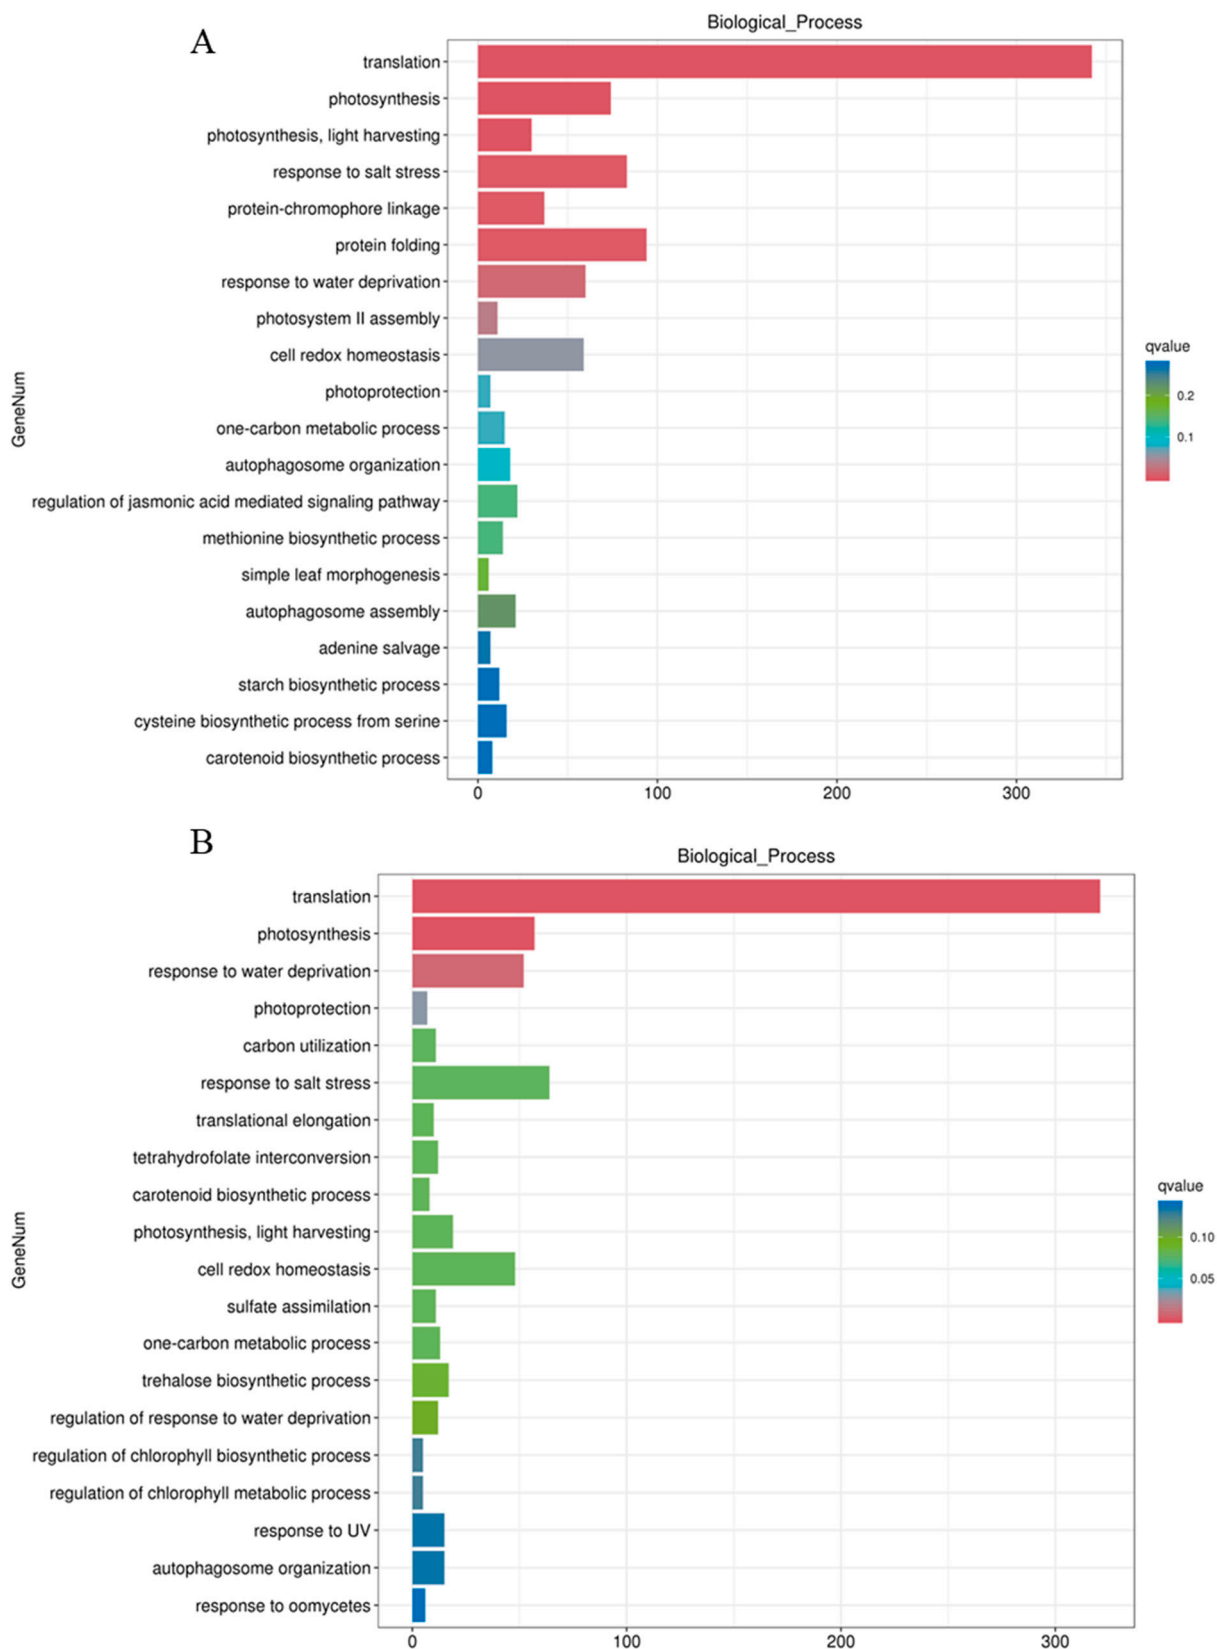 A
Biological_Process
translation
photosynthesis
photosynthesis, light harvesting
response to salt stress
protein-chromophore linkage
protein folding
response to water deprivation
photosystem II assembly
cell redox homeostasis
photoprotection
one-carbon metabolic process
autophagosome organization
regulation of jasmonic acid mediated signaling pathway
methionine biosynthetic process
simple leaf morphogenesis
autophagosome assembly
adenine salvage
starch biosynthetic process
cysteine biosynthetic process from serine
carotenoid biosynthetic process
GeneNum
0 100 200 300
qvalue
0.2
0.1
B
Biological_Process
translation
photosynthesis
response to water deprivation
photoprotection
carbon utilization
response to salt stress
translational elongation
tetrahydrofolate interconversion
carotenoid biosynthetic process
photosynthesis, light harvesting
cell redox homeostasis
sulfate assimilation
one-carbon metabolic process
trehalose biosynthetic process
regulation of response to water deprivation
regulation of chlorophyll biosynthetic process
regulation of chlorophyll metabolic process
response to UV
autophagosome organization
response to oomycetes
GeneNum
0 100 200 300
qvalue
0.10
0.05